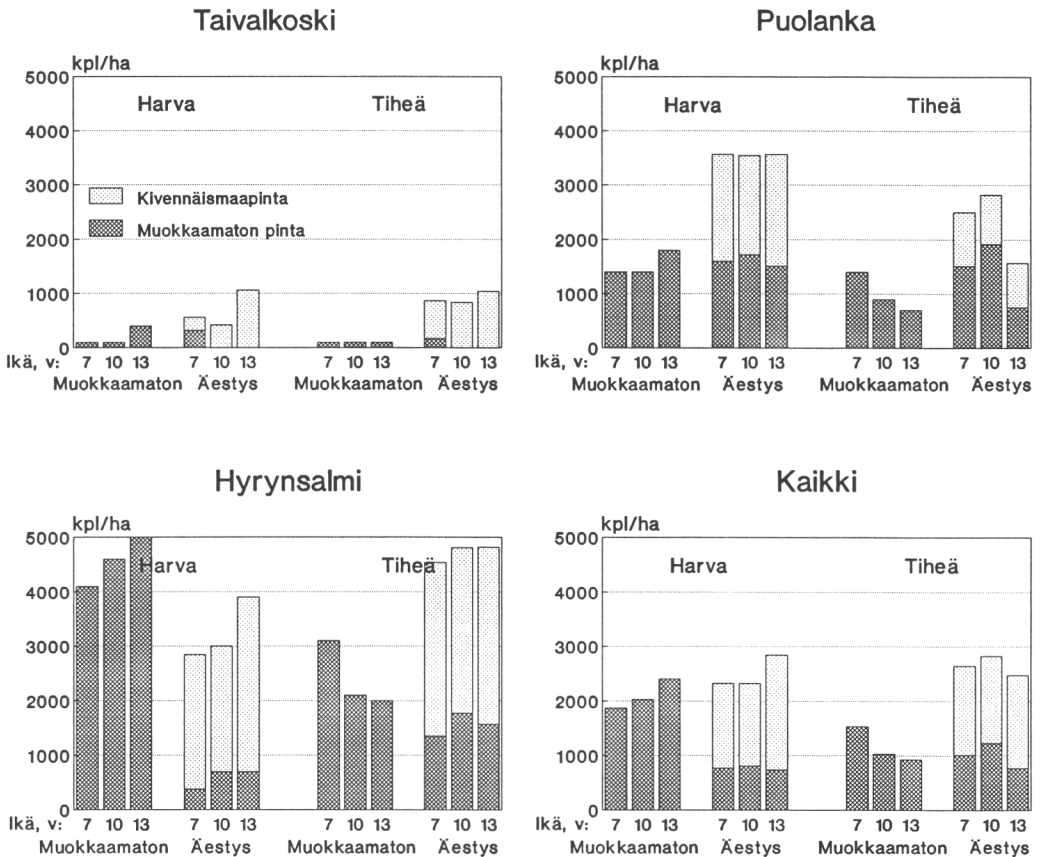 Taivalkoski
kpl/ha
5000
Harva Tiheä
4000
3000
Kivennäismaapinta
Muokkaamaton pinta
2000
1000
0
Ikä, v: 7 10 13 7 10 13 7 10 13 7 10 13
Muokkaamaton Äestys Muokkaamaton Äestys
Puolanka
kpl/ha
5000
Harva Tiheä
4000
3000
2000
1000
0
Ikä, v: 7 10 13 7 10 13 7 10 13 7 10 13
Muokkaamaton Äestys Muokkaamaton Äestys
Hyrynsalmi
kpl/ha
5000
Harva Tiheä
4000
3000
2000
1000
0
Ikä, v: 7 10 13 7 10 13 7 10 13 7 10 13
Muokkaamaton Äestys Muokkaamaton Äestys
Kaikki
kpl/ha
5000
Harva Tiheä
4000
3000
2000
1000
0
Ikä, v: 7 10 13 7 10 13 7 10 13 7 10 13
Muokkaamaton Äestys Muokkaamaton Äestys